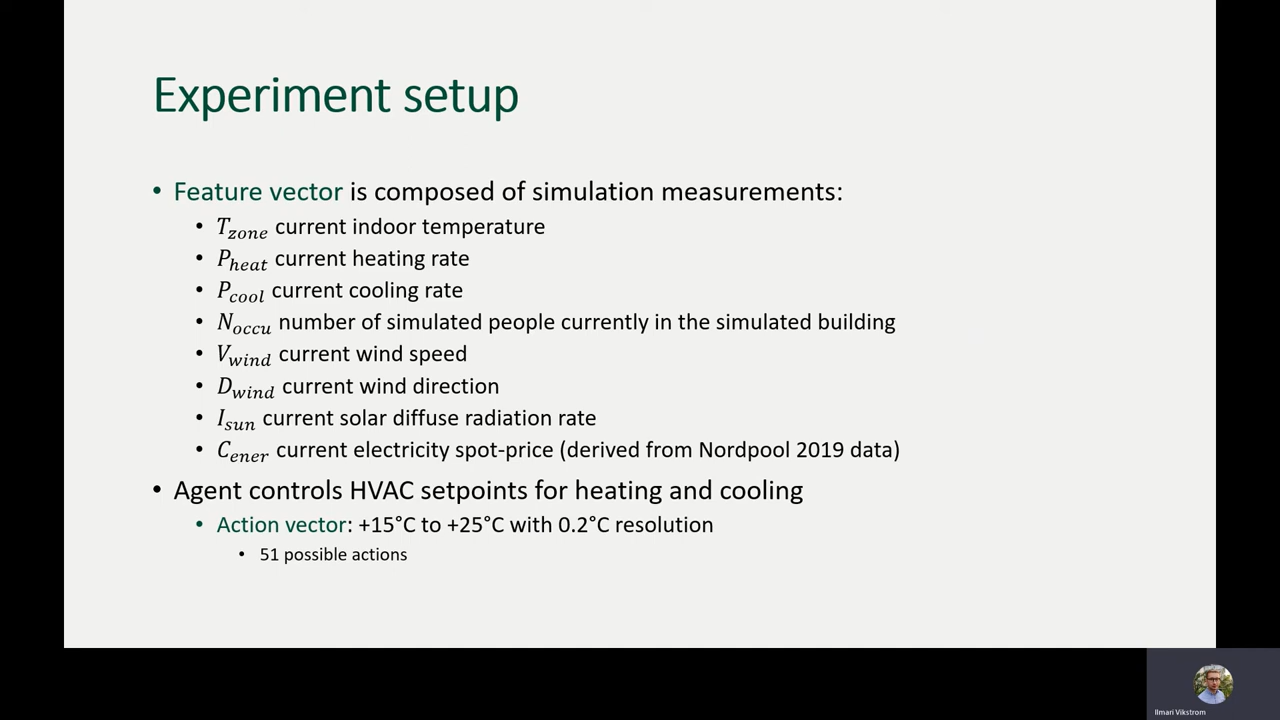 Experiment setup
• Feature vector is composed of simulation measurements:
• T_zone current indoor temperature
• P_heat current heating rate
• P_cool current cooling rate
• N_occu number of simulated people currently in the simulated building
• V_wind current wind speed
• D_wind current wind direction
• I_sun current solar diffuse radiation rate
• C_ener current electricity spot-price (derived from Nordpool 2019 data)
• Agent controls HVAC setpoints for heating and cooling
• Action vector: +15°C to +25°C with 0.2°C resolution
• 51 possible actions
Ilmari Vikstrom